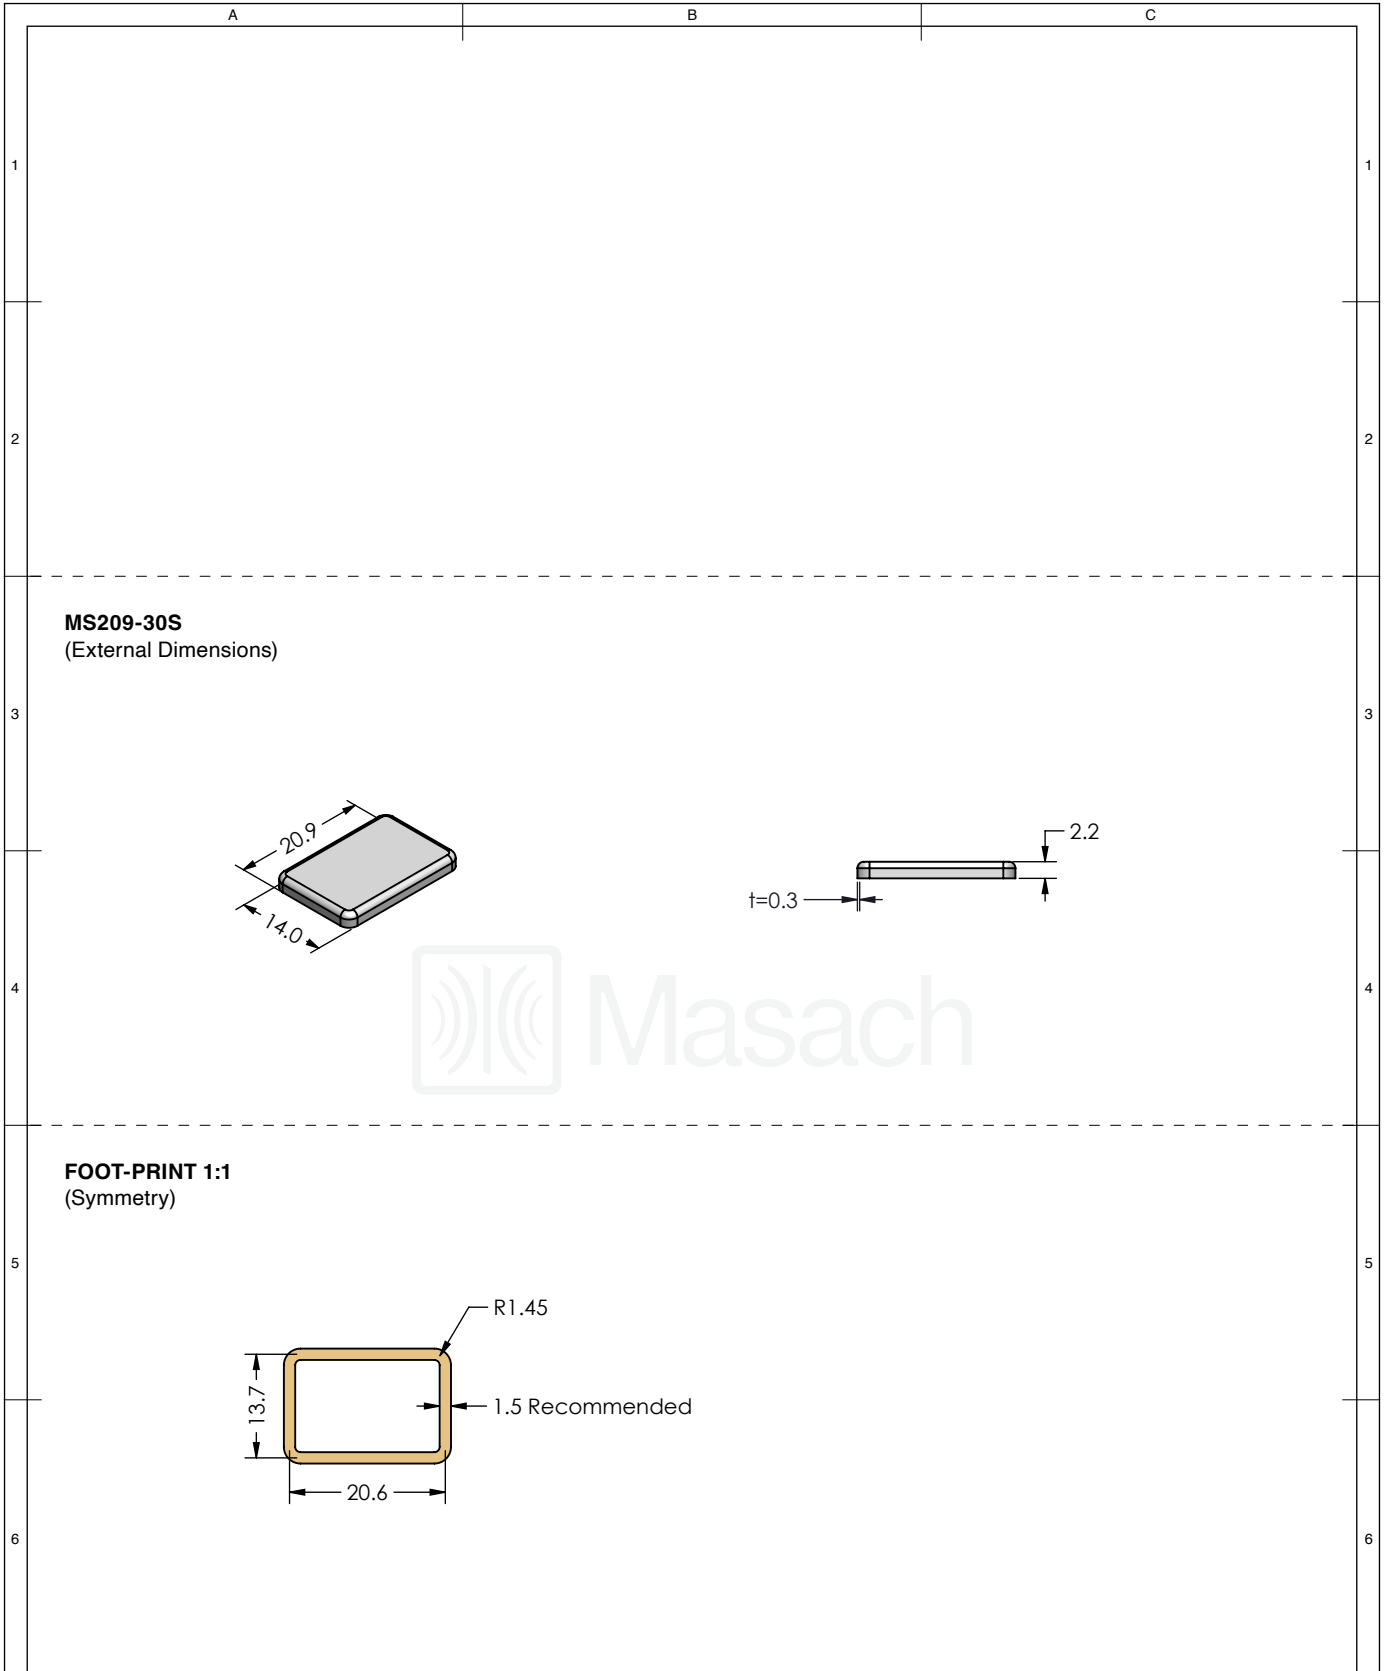 A B C
1 1
2 2
MS209-30S
(External Dimensions)
3 3
20.9
14.0
2.2
t=0.3
4 4
Masach
FOOT-PRINT 1:1
(Symmetry)
5 5
R1.45
13.7
1.5 Recommended
20.6
6 6